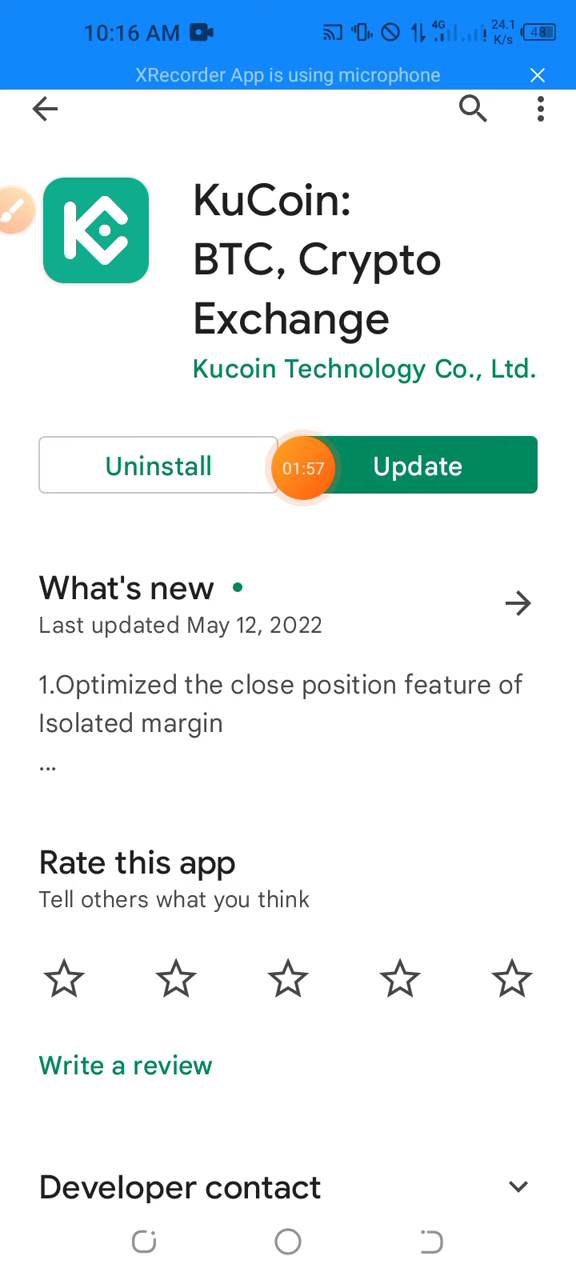 10:16 AM
4G
24.1
K/s
48
XRecorder App is using microphone
KuCoin:
BTC, Crypto
Exchange
Kucoin Technology Co., Ltd.
Uninstall
01:57
Update
What's new
Last updated May 12, 2022
1.Optimized the close position feature of
Isolated margin
...
Rate this app
Tell others what you think
Write a review
Developer contact